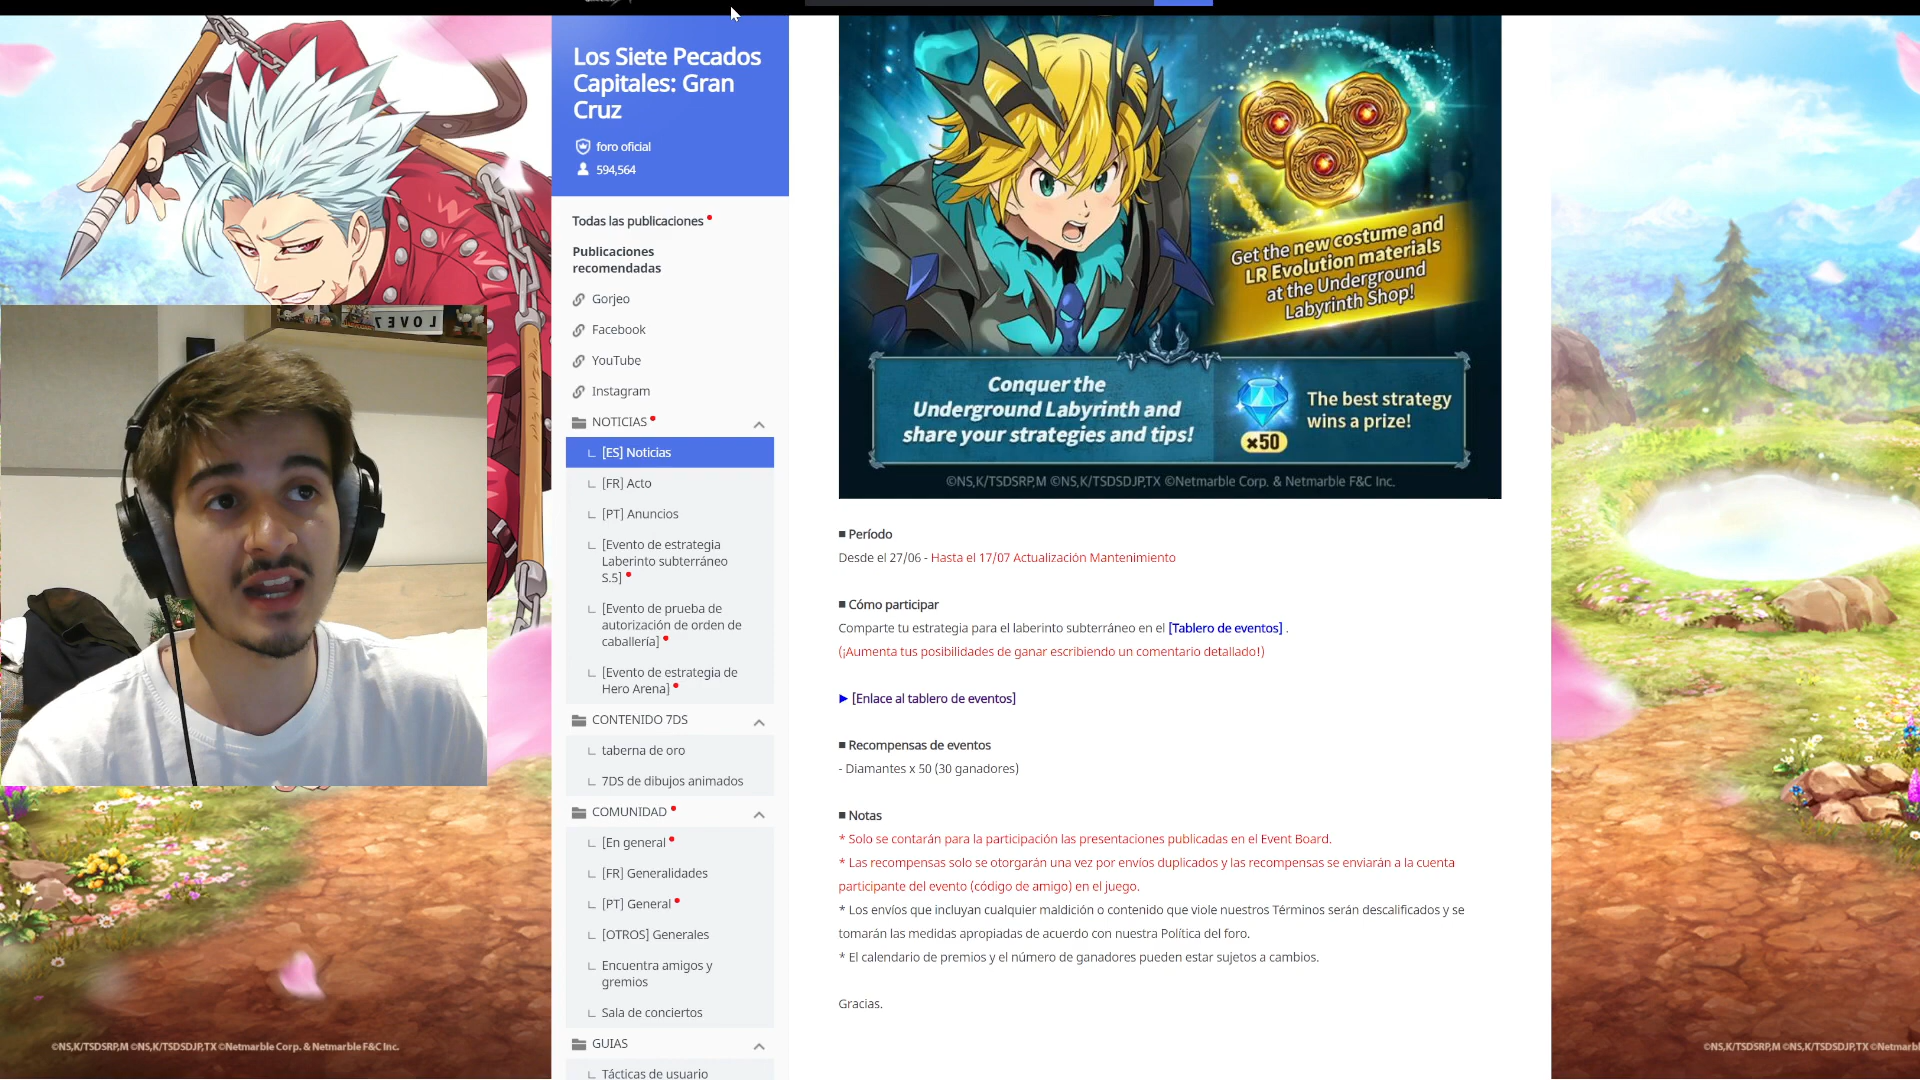 Los Siete Pecados
Capitales: Gran
Cruz
foro oficial
594,564
Todas las publicaciones
Publicaciones
recomendadas
Gorjeo
Facebook
YouTube
Instagram
NOTICIAS
[ES] Noticias
[FR] Acto
[PT] Anuncios
[Evento de estrategia
Laberinto subterráneo
S.5]
[Evento de prueba de
autorización de orden de
caballería]
[Evento de estrategia de
Hero Arena]
CONTENIDO 7DS
taberna de oro
7DS de dibujos animados
COMUNIDAD
[En general
[FR] Generalidades
[PT] General
[OTROS] Generales
Encuentra amigos y
gremios
Sala de conciertos
GUIAS
Tácticas de usuario
Get the new costume and
LR Evolution materials
at the Underground
Labyrinth Shop!
Conquer the
Underground Labyrinth and
share your strategies and tips!
x50
The best strategy
wins a prize!
©NS,K/TSDSRP,M ©NS,K/TSDSDJP,TX ©Netmarble Corp. & Netmarble F&C Inc.
■ Período
Desde el 27/06 - Hasta el 17/07 Actualización Mantenimiento
■ Cómo participar
Comparte tu estrategia para el laberinto subterráneo en el [Tablero de eventos] .
(¡Aumenta tus posibilidades de ganar escribiendo un comentario detallado!)
▶ [Enlace al tablero de eventos]
■ Recompensas de eventos
- Diamantes x 50 (30 ganadores)
■ Notas
* Solo se contarán para la participación las presentaciones publicadas en el Event Board.
* Las recompensas solo se otorgarán una vez por envíos duplicados y las recompensas se enviarán a la cuenta
participante del evento (código de amigo) en el juego.
* Los envíos que incluyan cualquier maldición o contenido que viole nuestros Términos serán descalificados y se
tomarán las medidas apropiadas de acuerdo con nuestra Política del foro.
* El calendario de premios y el número de ganadores pueden estar sujetos a cambios.
Gracias.
LOVE 7
©NS,K/TSDSRP,M ©NS,K/TSDSDJP,TX ©Netmarble Corp. & Netmarble F&C Inc.
©NS,K/TSDSRP,M ©NS,K/TSDSDJP,TX ©Netmarbl